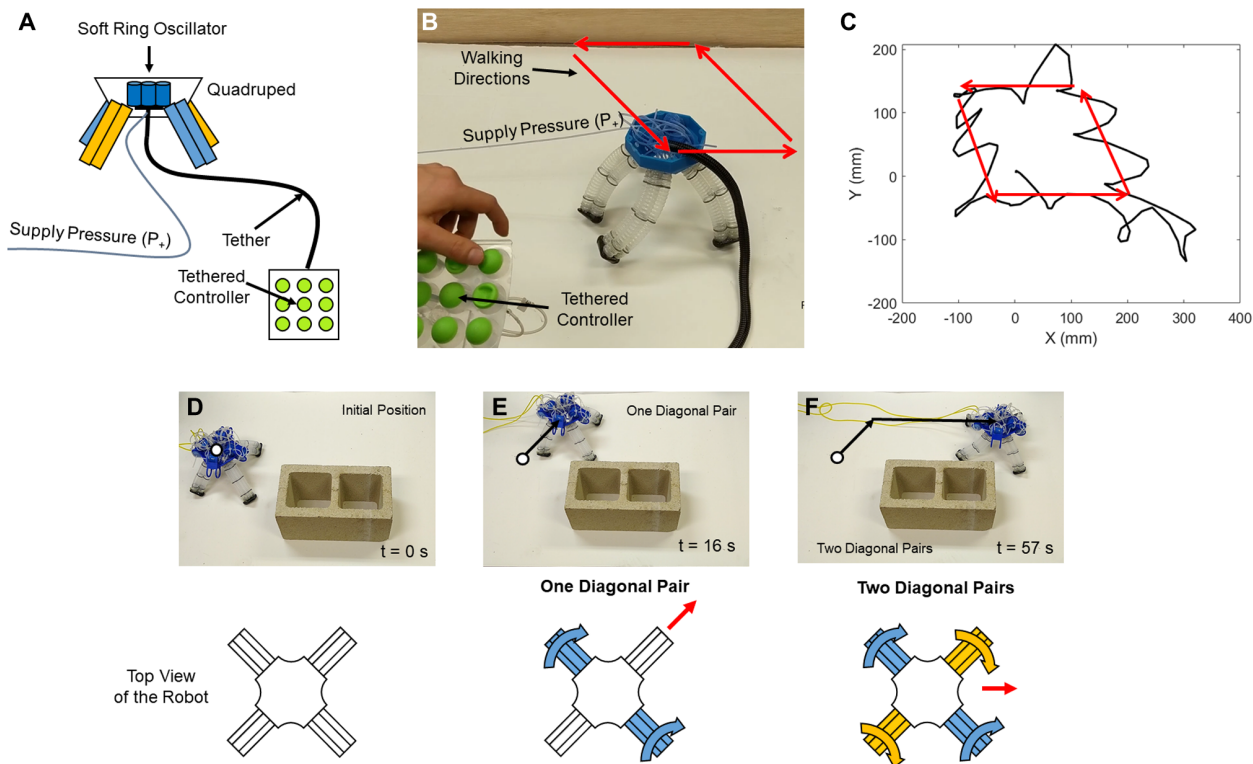 A
Soft Ring Oscillator
Quadruped
Supply Pressure (P+)
Tether
Tethered
Controller
B
Walking
Directions
Supply Pressure (P+)
Tethered
Controller
C
200
100
0
-100
-200
Y (mm)
-200
-100
0
100
200
300
400
X (mm)
D
Initial Position
t = 0 s
E
One Diagonal Pair
t = 16 s
F
Two Diagonal Pairs
t = 57 s
One Diagonal Pair
Two Diagonal Pairs
Top View
of the Robot